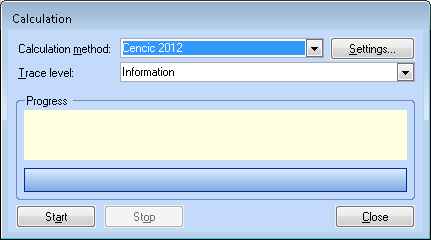 Calculation
Calculation method: Cencic 2012 Settings...
Trace level: Information
Progress
Start Stop Close